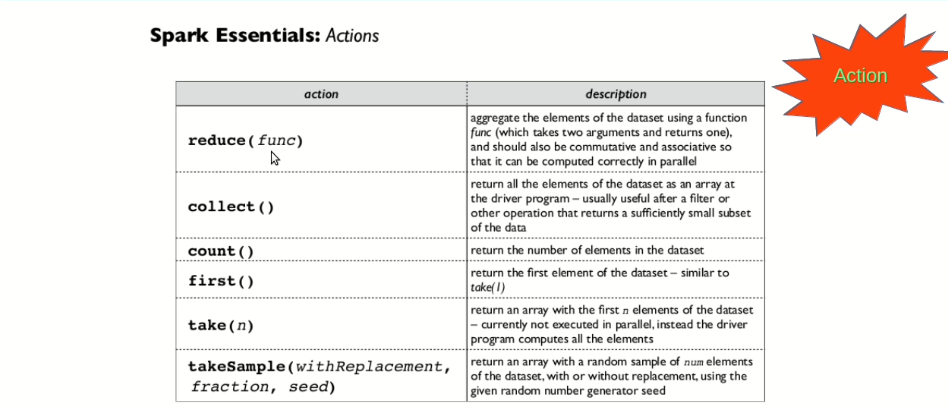 Spark Essentials: Actions
Action
action description
reduce(func)
aggregate the elements of the dataset using a function
func (which takes two arguments and returns one),
and should also be commutative and associative so
that it can be computed correctly in parallel
collect()
return all the elements of the dataset as an array at
the driver program – usually useful after a filter or
other operation that returns a sufficiently small subset
of the data
count()
return the number of elements in the dataset
first()
return the first element of the dataset – similar to
take(1)
take(n)
return an array with the first n elements of the dataset
– currently not executed in parallel, instead the driver
program computes all the elements
takeSample(withReplacement,
fraction, seed)
return an array with a random sample of num elements
of the dataset, with or without replacement, using the
given random number generator seed